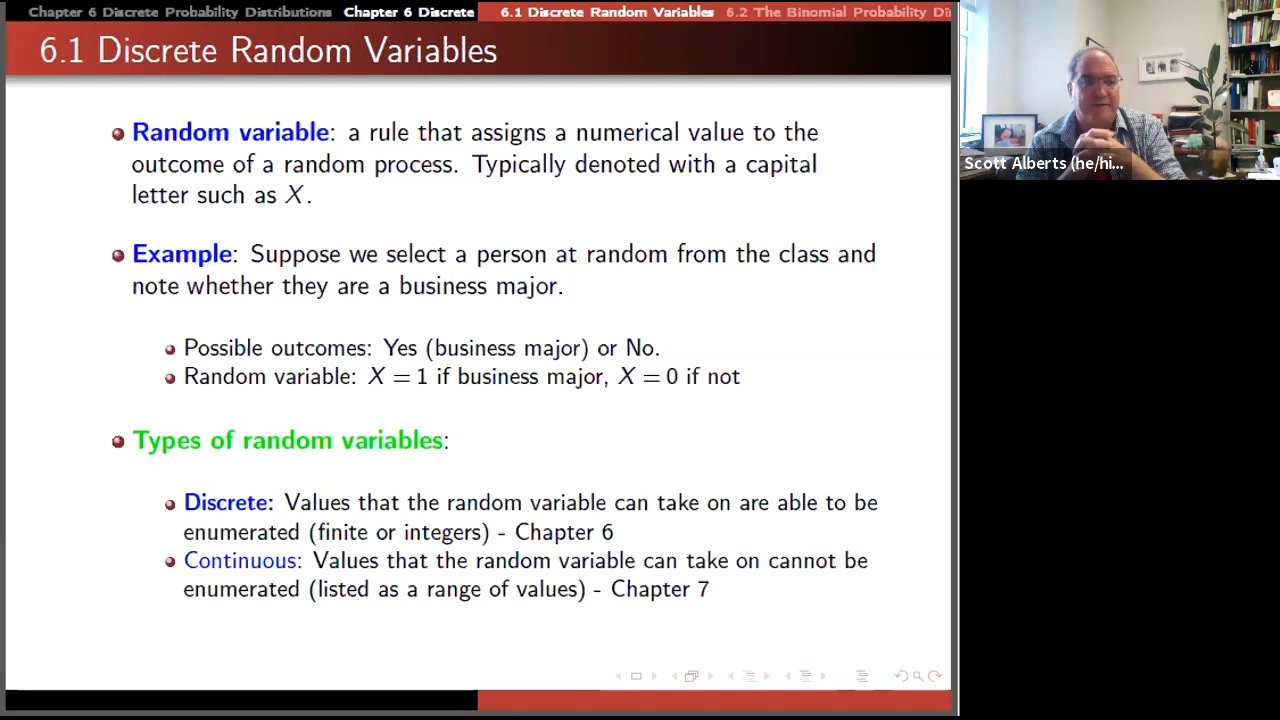 Chapter 6 Discrete Probability Distributions Chapter 6 Discrete 6.1 Discrete Random Variables 6.2 The Binomial Probability Di
6.1 Discrete Random Variables
Random variable: a rule that assigns a numerical value to the
outcome of a random process. Typically denoted with a capital
letter such as X.
Example: Suppose we select a person at random from the class and
note whether they are a business major.
Possible outcomes: Yes (business major) or No.
Random variable: X = 1 if business major, X = 0 if not
Types of random variables:
Discrete: Values that the random variable can take on are able to be
enumerated (finite or integers) - Chapter 6
Continuous: Values that the random variable can take on cannot be
enumerated (listed as a range of values) - Chapter 7
Scott Alberts (he/hi...